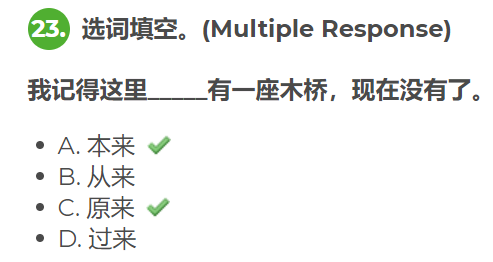 23. 选词填空。(Multiple Response)
我记得这里_____有一座木桥，现在没有了。
A. 本来
B. 从来
C. 原来
D. 过来